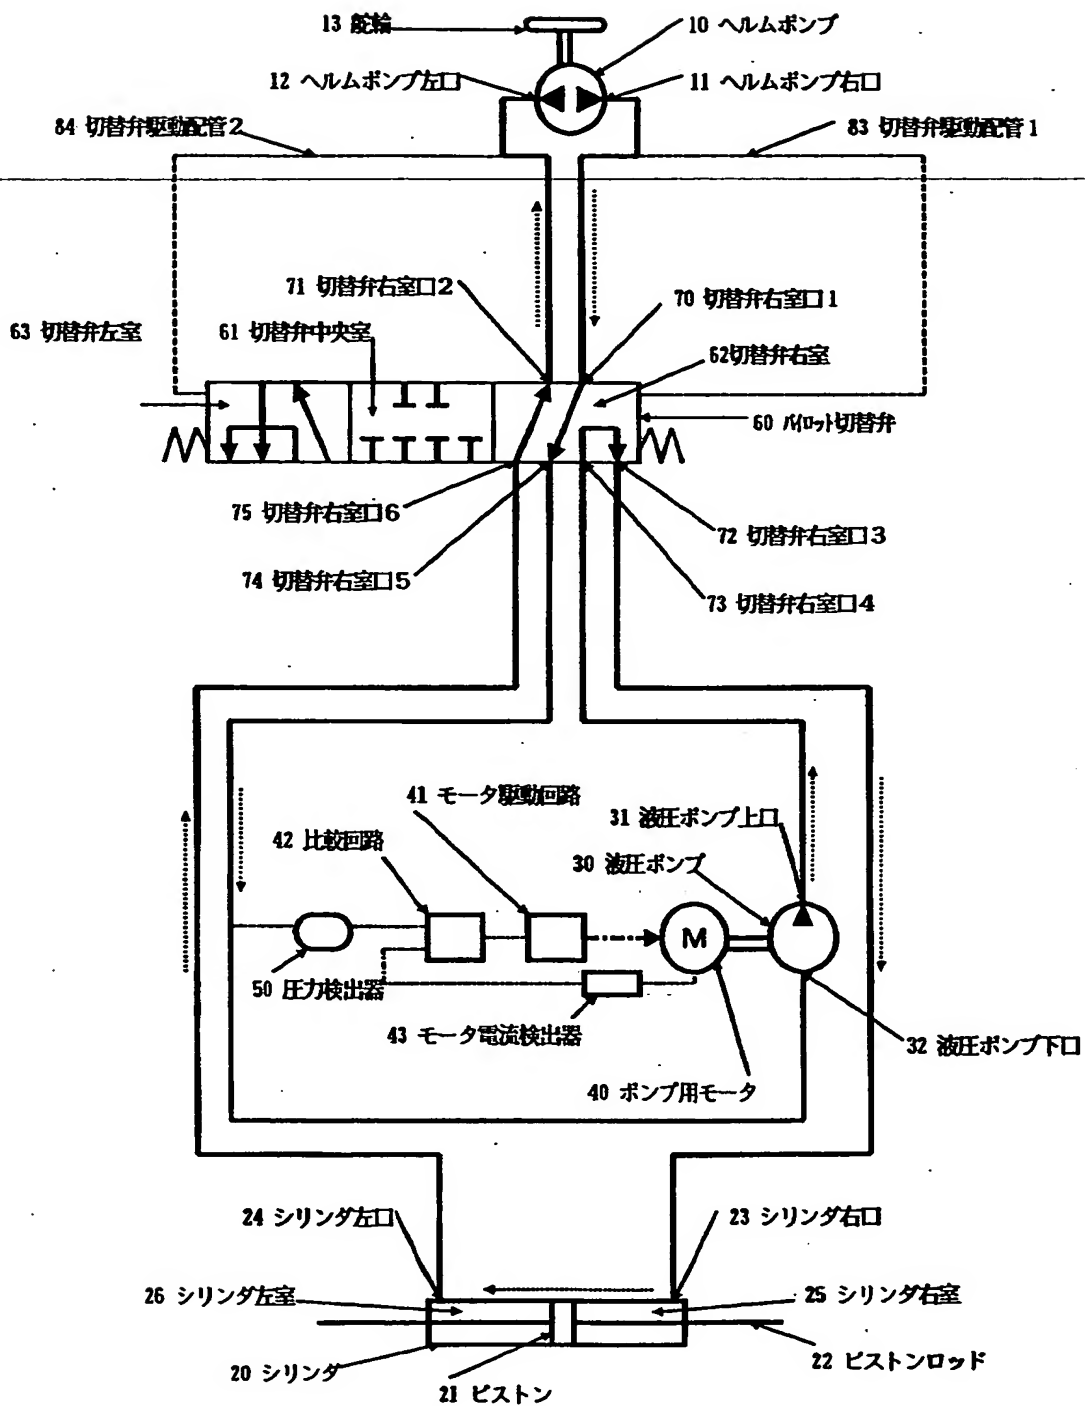 13 舵輪
10 ヘルムポンプ
12 ヘルムポンプ左口
11 ヘルムポンプ右口
84 切替弁駆動配管2
83 切替弁駆動配管1
71 切替弁右室口2
70 切替弁右室口1
63 切替弁左室
61 切替弁中央室
62切替弁右室
60 パイロット切替弁
75 切替弁右室口6
72 切替弁右室口3
74 切替弁右室口5
73 切替弁右室口4
41 モータ駆動回路
31 液圧ポンプ上口
42 比較回路
30 液圧ポンプ
M
50 圧力検出器
43 モータ電流検出器
32 液圧ポンプ下口
40 ポンプ用モータ
24 シリンダ左口
23 シリンダ右口
26 シリンダ左室
25 シリンダ右室
20 シリンダ
22 ピストンロッド
21 ピストン